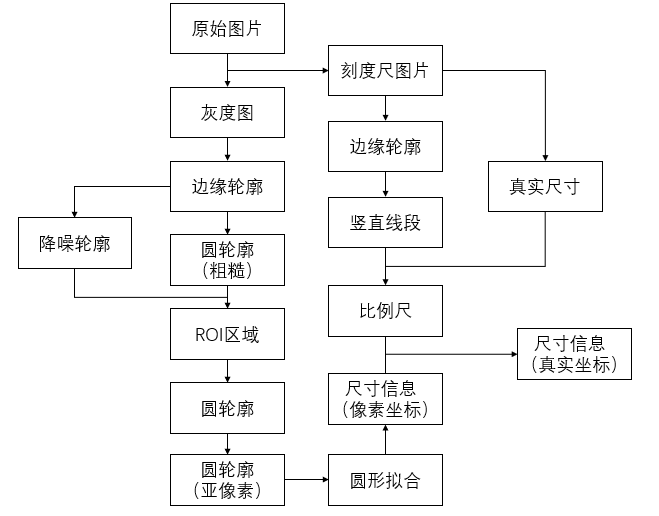 原始图片
刻度尺图片
灰度图
边缘轮廓
边缘轮廓
真实尺寸
竖直线段
降噪轮廓
圆轮廓
（粗糙）
比例尺
ROI区域
尺寸信息
（真实坐标）
尺寸信息
（像素坐标）
圆轮廓
圆轮廓
（亚像素）
圆形拟合